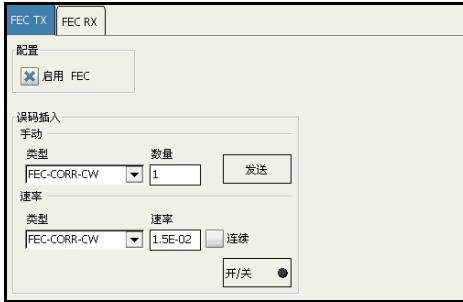 FEC TX FEC RX
配置
启用 FEC
误码插入
手动
类型 数量
FEC-CORR-CW 1 发送
速率
类型 速率
FEC-CORR-CW 1.5E-02 连续
开/关